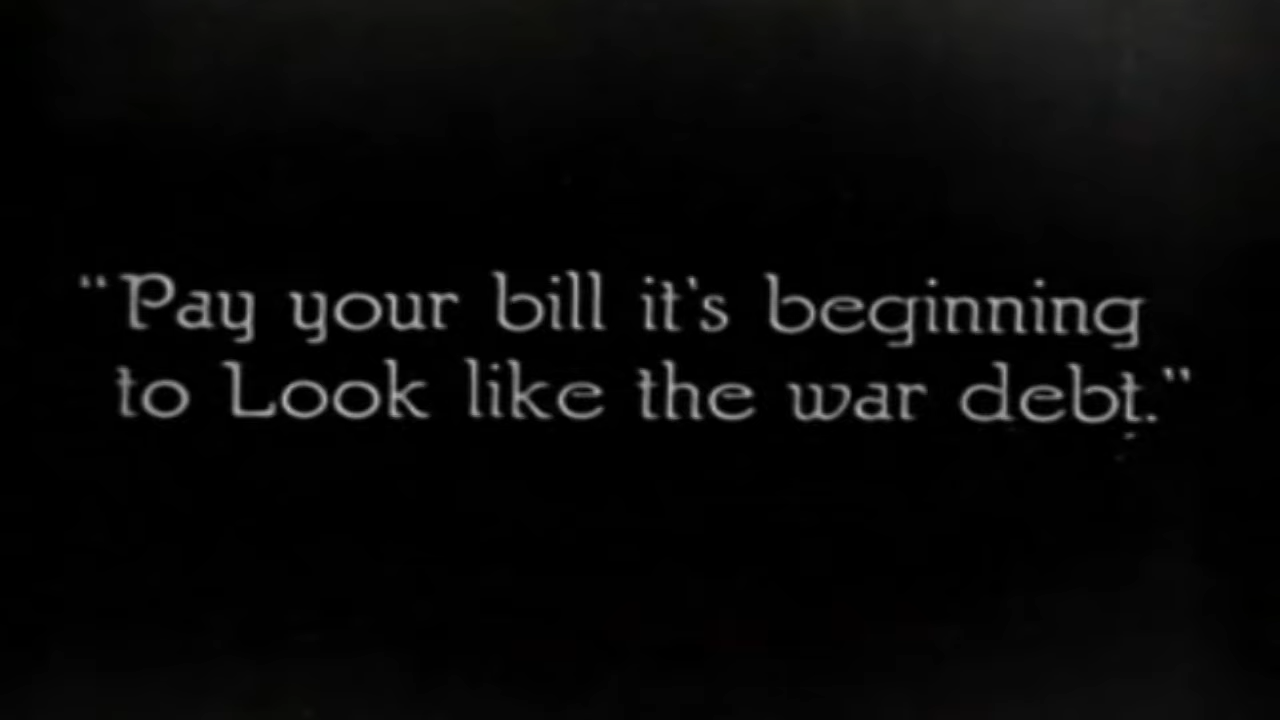 “Pay your bill it's beginning
to Look like the war debt.”